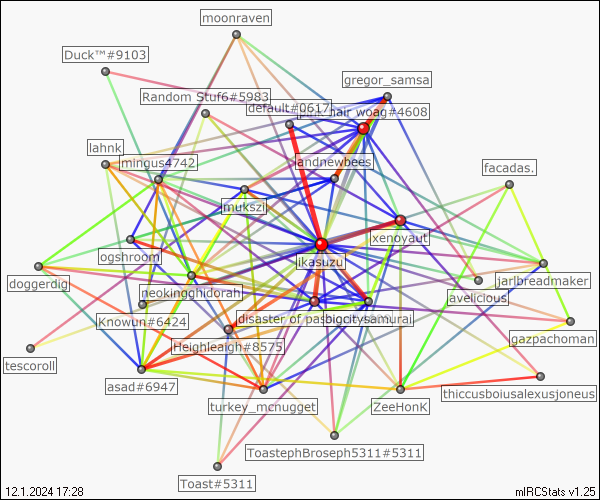 moonraven
Duck™#9103
gregor_samsa
Random Stuf6#5983
default#0617
hair woag#4608
lahnk
mingus4742
landnewbees
facadas.
mukszi
xenoyaut
ogshroom
ikasuzu
doggerdig
neokingghidorah
avelicious
jarlbreadmaker
Knowun#6424
disaster of pas
bigcitysamurai
gazpachoman
Heighleaigh#8575
tescoroll
asad#6947
turkey_mcnugget
ZeeHonK
thiccusboiusalexusjoneus
ToastephBroseph5311#5311
Toast#5311
12.1.2024 17:28
mIRCStats v1.25